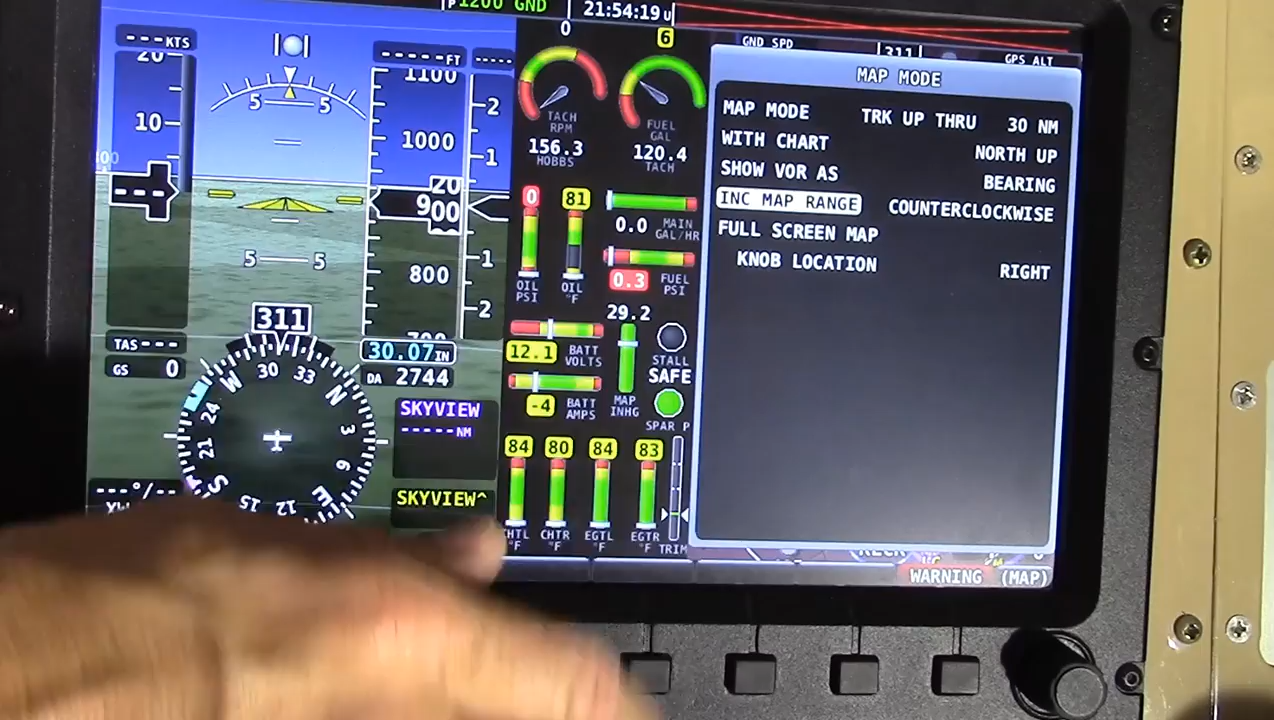 P 1200 GND
21:54:19 U
---KTS
20
10
5 5
5 5
-----FT
-----
1100
1000
20
900
800
2
1
1
2
311
TAS---
GS 0
30.07IN
DA 2744
W 30 33 N 3 6 E 12 15 S 21 24
SKYVIEW
-----NM
SKYVIEW^
---°/--
0
6
TACH
RPM
156.3
HOBBS
FUEL
GAL
120.4
TACH
0
81
OIL
PSI
OIL
°F
0.0
MAIN
GAL/HR
0.3
FUEL
PSI
12.1
BATT
VOLTS
-4
BATT
AMPS
29.2
MAP
INHG
STALL
SAFE
SPAR P
84
80
84
83
CHTL
°F
CHTR
°F
EGTL
°F
EGTR
°F
TRIM
GND SPD
311
GPS ALT
MAP MODE
MAP MODE TRK UP THRU 30 NM
WITH CHART NORTH UP
SHOW VOR AS BEARING
INC MAP RANGE COUNTERCLOCKWISE
FULL SCREEN MAP
KNOB LOCATION RIGHT
WARNING (MAP)